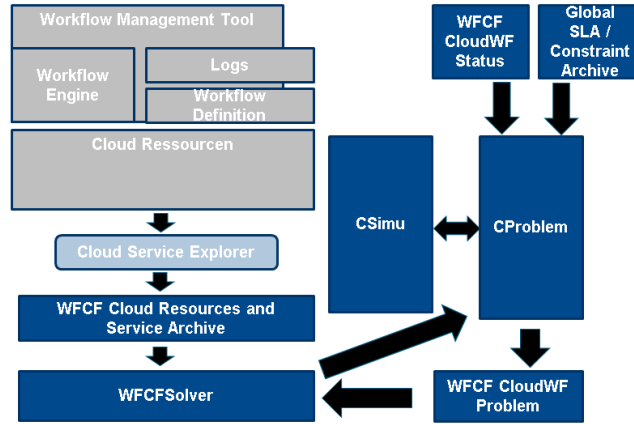 Workflow Management Tool
Workflow
Engine
Logs
Workflow
Definition
Cloud Ressourcen
Cloud Service Explorer
WFCF Cloud Resources and
Service Archive
WFCFSolver
WFCF
CloudWF
Status
Global
SLA /
Constraint
Archive
CSimu
CProblem
WFCF CloudWF
Problem